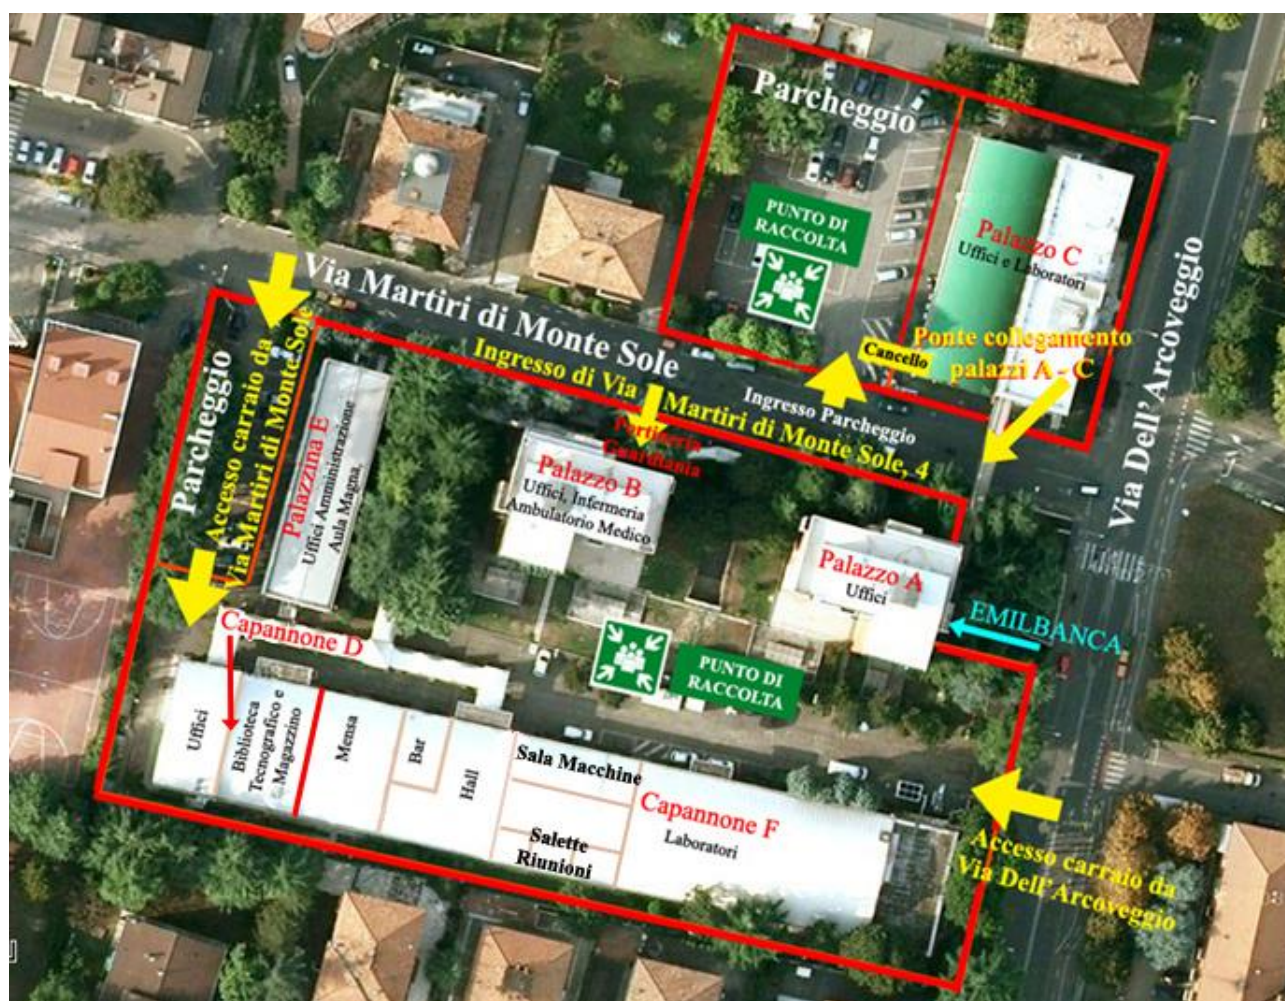 Parcheggio
PUNTO DI
RACCOLTA
Palazzo C
Uffici e Laboratori
Via Martiri di Monte Sole
Ponte collegamento
palazzi A - C
Cancello
Via Dell'Arcoveggio
Ingresso di Via Martiri di Monte Sole, 4
Ingresso Parcheggio
Parcheggio
Accesso carraio da
Via Martiri di Monte Sole
Palazzina E
Uffici Amministrazione
Aula Magna,
Portineria
Guardiania
Palazzo B
Uffici, Infermeria
Ambulatorio Medico
Palazzo A
Uffici
EMILBANCA
Capannone D
PUNTO DI
RACCOLTA
Uffici
Biblioteca
Tecnografico e
Magazzino
Mensa
Bar
Hall
Sala Macchine
Salette
Riunioni
Capannone F
Laboratori
Accesso carraio da
Via Dell'Arcoveggio